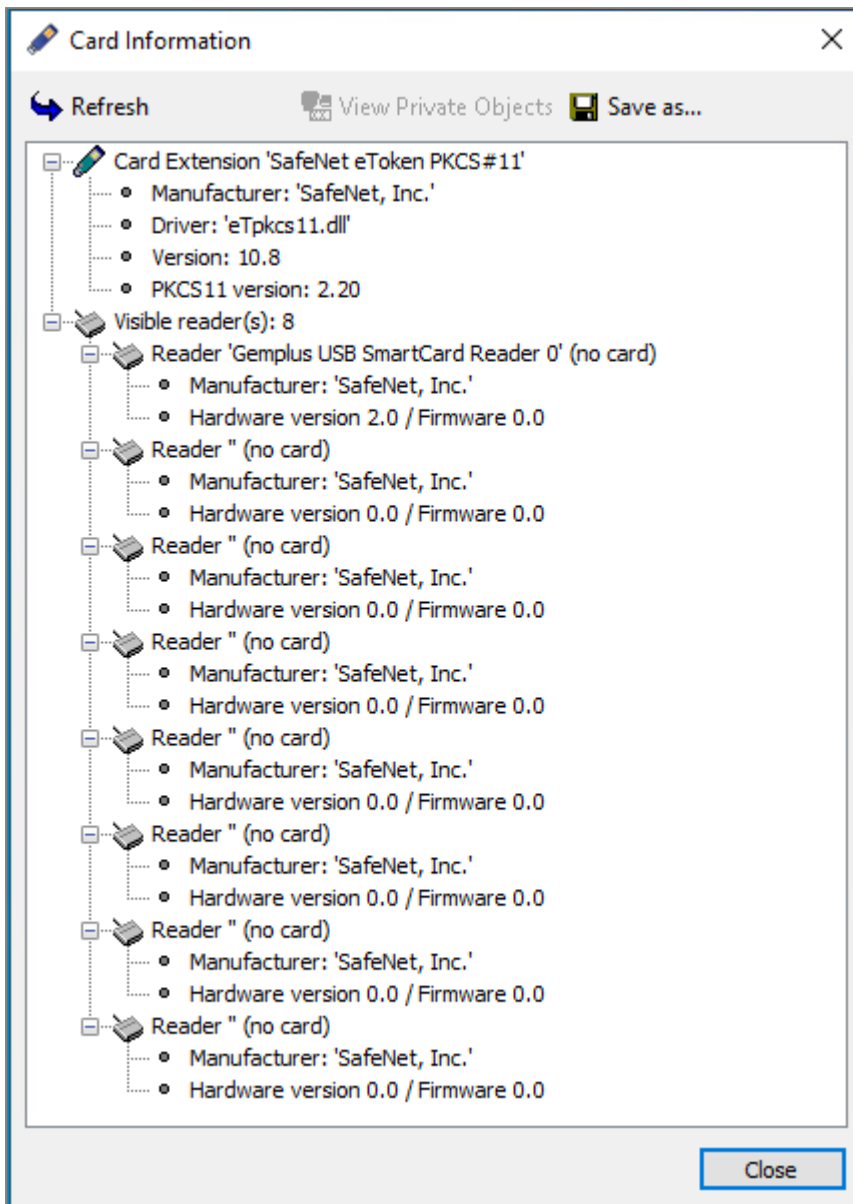 Card Information
Refresh View Private Objects Save as...
Card Extension 'SafeNet eToken PKCS#11'
Manufacturer: 'SafeNet, Inc.'
Driver: 'eTpkcs11.dll'
Version: 10.8
PKCS11 version: 2.20
Visible reader(s): 8
Reader 'Gemplus USB SmartCard Reader 0' (no card)
Manufacturer: 'SafeNet, Inc.'
Hardware version 2.0 / Firmware 0.0
Reader '' (no card)
Manufacturer: 'SafeNet, Inc.'
Hardware version 0.0 / Firmware 0.0
Reader '' (no card)
Manufacturer: 'SafeNet, Inc.'
Hardware version 0.0 / Firmware 0.0
Reader '' (no card)
Manufacturer: 'SafeNet, Inc.'
Hardware version 0.0 / Firmware 0.0
Reader '' (no card)
Manufacturer: 'SafeNet, Inc.'
Hardware version 0.0 / Firmware 0.0
Reader '' (no card)
Manufacturer: 'SafeNet, Inc.'
Hardware version 0.0 / Firmware 0.0
Reader '' (no card)
Manufacturer: 'SafeNet, Inc.'
Hardware version 0.0 / Firmware 0.0
Reader '' (no card)
Manufacturer: 'SafeNet, Inc.'
Hardware version 0.0 / Firmware 0.0
Close